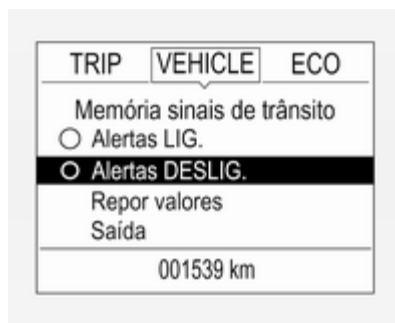 TRIP VEHICLE ECO
Memória sinais de trânsito
Alertas LIG.
Alertas DESLIG.
Repor valores
Saída
001539 km